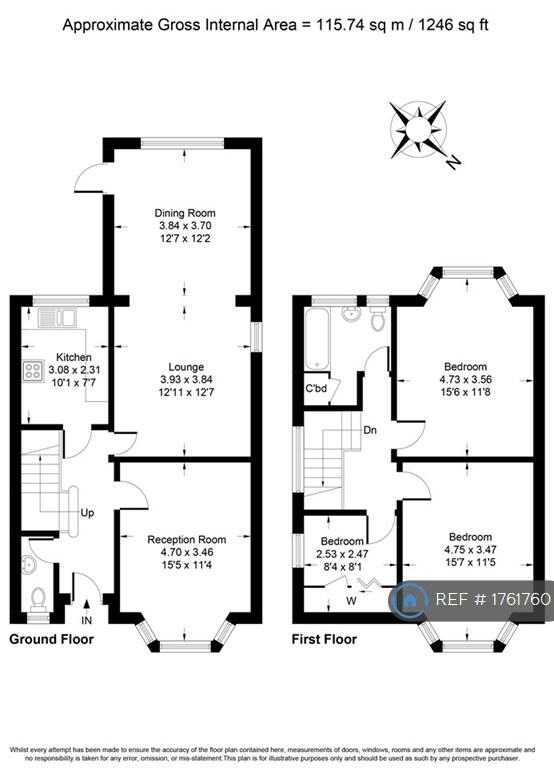 Approximate Gross Internal Area = 115.74 sq m / 1246 sq ft
N
Dining Room
3.84 x 3.70
12'7 x 12'2
Kitchen
3.08 x 2.31
10'1 x 7'7
Lounge
3.93 x 3.84
12'11 x 12'7
Up
Reception Room
4.70 x 3.46
15'5 x 11'4
IN
Ground Floor
Bedroom
4.73 x 3.56
15'6 x 11'8
C'bd
Dn
Bedroom
2.53 x 2.47
8'4 x 8'1
W
Bedroom
4.75 x 3.47
15'7 x 11'5
REF # 1761760
First Floor
Whilst every attempt has been made to ensure the accuracy of the floor plan contained here, measurements of doors, windows, rooms and any other items are approximate and
no responsibility is taken for any error, omission, or mis-statement.This plan is for illustrative purposes only and should be used as such by any prospective purchaser.